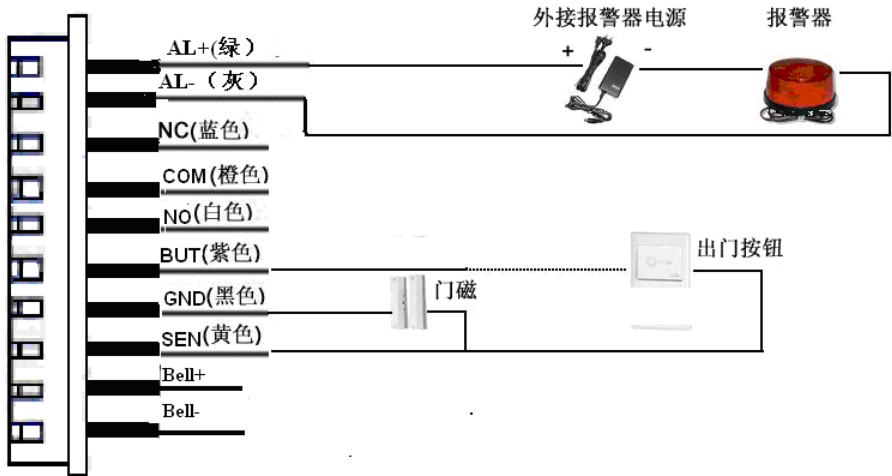 外接报警器电源
报警器
+ -
AL+(绿）
AL-（灰）
NC(蓝色)
COM(橙色)
NO(白色)
BUT(紫色)
出门按钮
GND(黑色)
门磁
SEN(黄色)
Bell+
Bell-